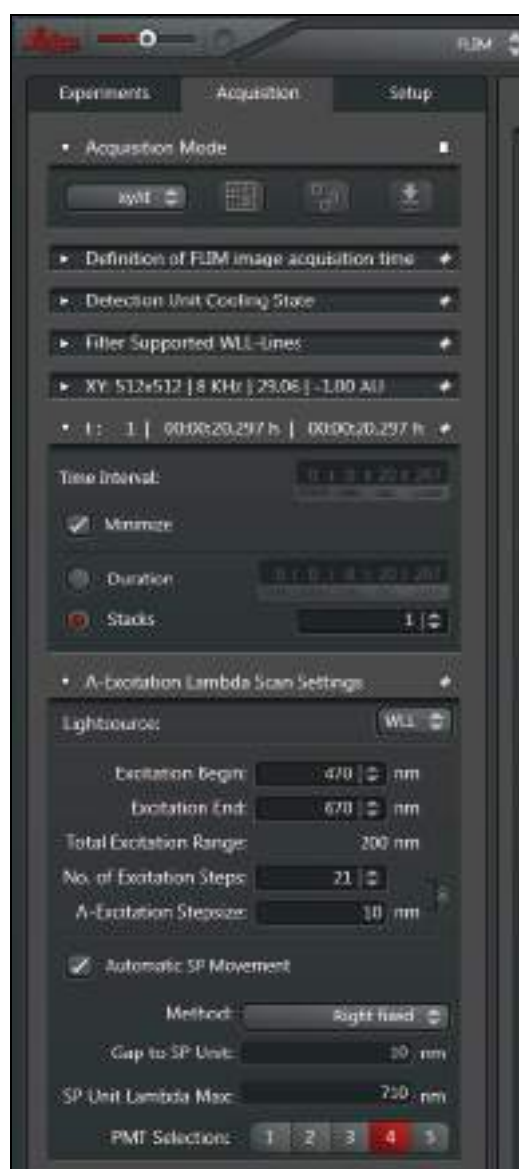 FLIM
Experiments Acquisition Setup
Acquisition Mode
Definition of FLIM image acquisition time
Detection Unit Cooling State
Filter Supported WLL-Lines
XY: 512x512 | 8 KHz | 29.06 | -1.00 AU
t: 1 | 00:00:20.297 h | 00:00:20.297 h
Time Interval:
Minimize
Duration
Stacks 1
Λ-Excitation Lambda Scan Settings
Lightsource: WLL
Excitation Begin: 470 nm
Excitation End: 670 nm
Total Excitation Range: 200 nm
No. of Excitation Steps: 21
Λ-Excitation Stepsize: 10 nm
Automatic SP Movement
Method: Right fixed
Gap to SP Unit: 10 nm
SP Unit Lambda Max: 710 nm
PMT Selection: 1 2 3 4 5